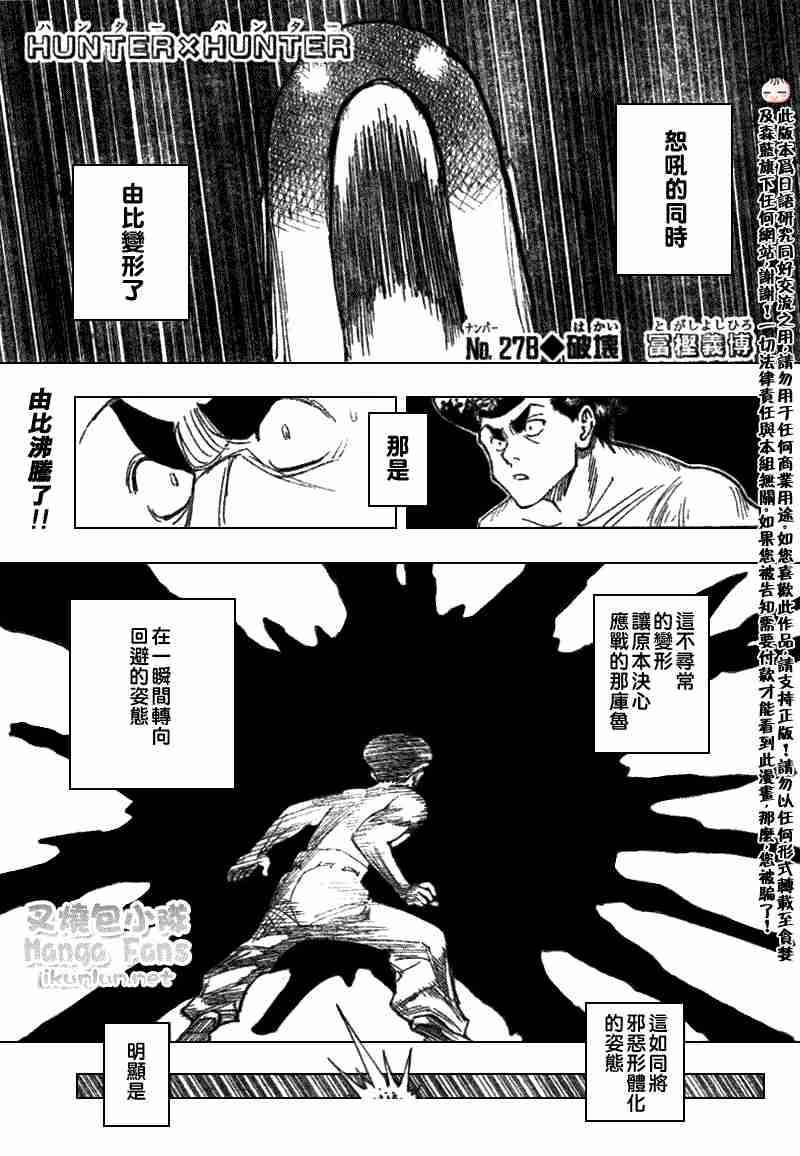 ハンター ハンター
HUNTER×HUNTER
恕吼的同時
由比變形了
ナンバー
No. 278◆破壞
はかい
とがしよしひろ
冨樫義博
由比沸騰了!!
那是
這不尋常
的變形
讓原本決心
應戰的那庫魯
在一瞬間轉向
回避的姿態
這如同將
邪惡形體化
的姿態
明顯是
叉燒包小隊
Manga Fans
ikunlun.net
此版本爲日語研究同好交流之用,請勿用于任何商業用途。如您喜歡此作品,請支持正版!請勿以任何形式轉載至貪婪
及森藍旗下任何網站,謝謝!一切法律責任與本組無關。如果您被告知需要付款才能看到此漫畫,那麽,您被騙了!